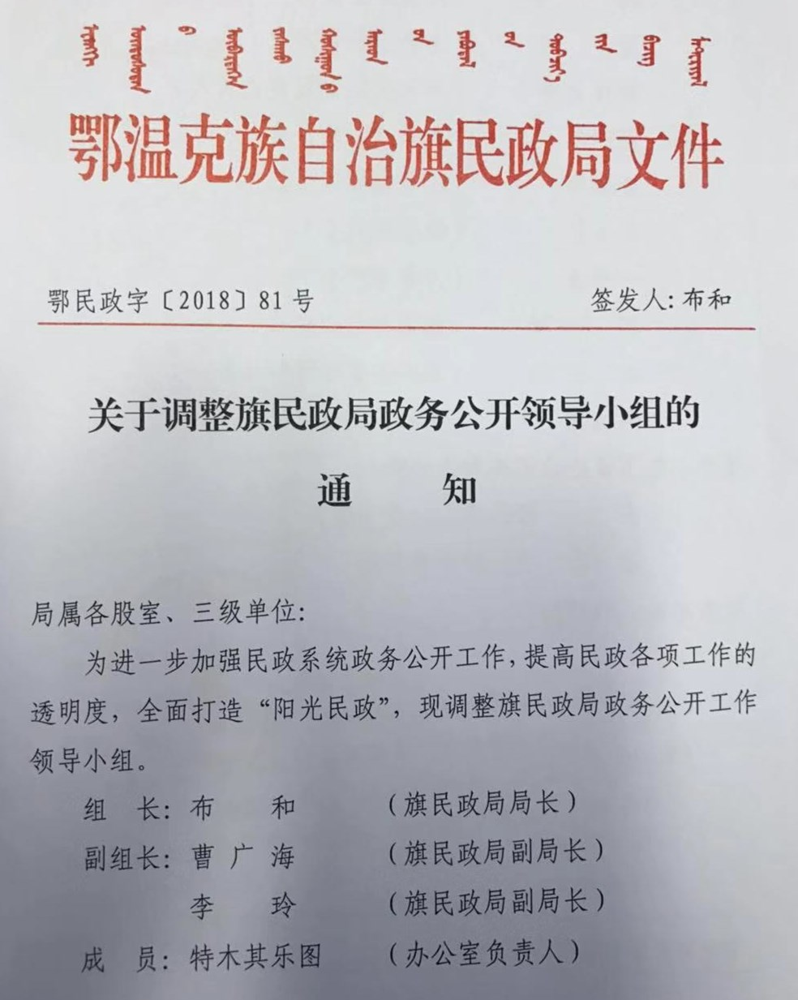 鄂温克族自治旗民政局文件
鄂民政字〔2018〕81号 签发人：布和
关于调整旗民政局政务公开领导小组的
通 知
局属各股室、三级单位：
为进一步加强民政系统政务公开工作，提高民政各项工作的
透明度，全面打造“阳光民政”，现调整旗民政局政务公开工作
领导小组。
组 长：布 和 （旗民政局局长）
副组长：曹 广 海 （旗民政局副局长）
李 玲 （旗民政局副局长）
成 员：特木其乐图 （办公室负责人）